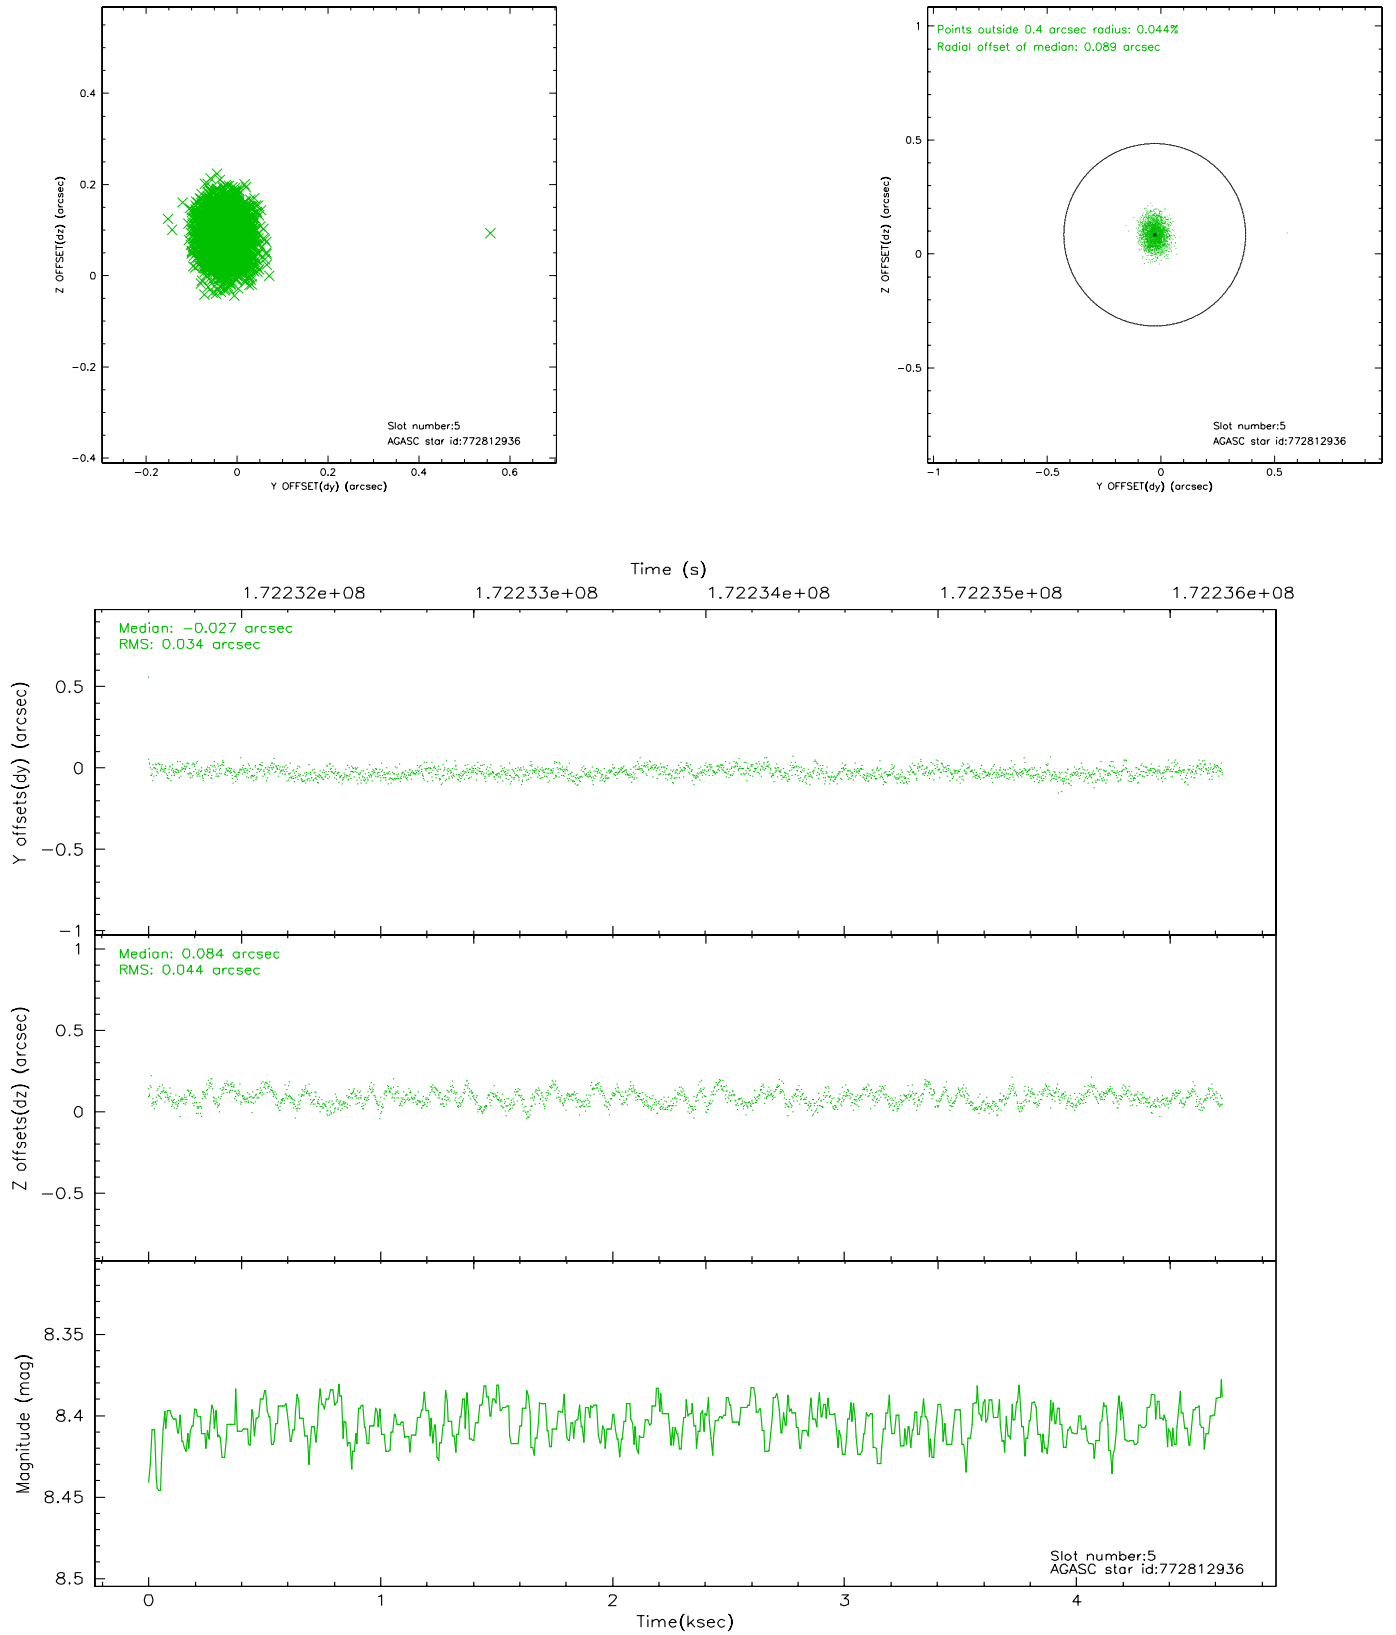 0.4
0.2
0
−0.2
−0.4
Z OFFSET(dz) (arcsec)
Slot number:5
AGASC star id:772812936
−0.2 0 0.2 0.4 0.6
Y OFFSET(dy) (arcsec)
Points outside 0.4 arcsec radius: 0.044%
Radial offset of median: 0.089 arcsec
1
0.5
0
−0.5
Z OFFSET(dz) (arcsec)
Slot number:5
AGASC star id:772812936
−1 −0.5 0 0.5
Y OFFSET(dy) (arcsec)
Time (s)
1.72232e+08 1.72233e+08 1.72234e+08 1.72235e+08 1.72236e+08
Median: −0.027 arcsec
RMS: 0.034 arcsec
0.5
0
−0.5
−1
Y offsets(dy) (arcsec)
Median: 0.084 arcsec
RMS: 0.044 arcsec
1
0.5
0
−0.5
Z offsets(dz) (arcsec)
8.35
8.4
8.45
8.5
Magnitude (mag)
Slot number:5
AGASC star id:772812936
0 1 2 3 4
Time(ksec)